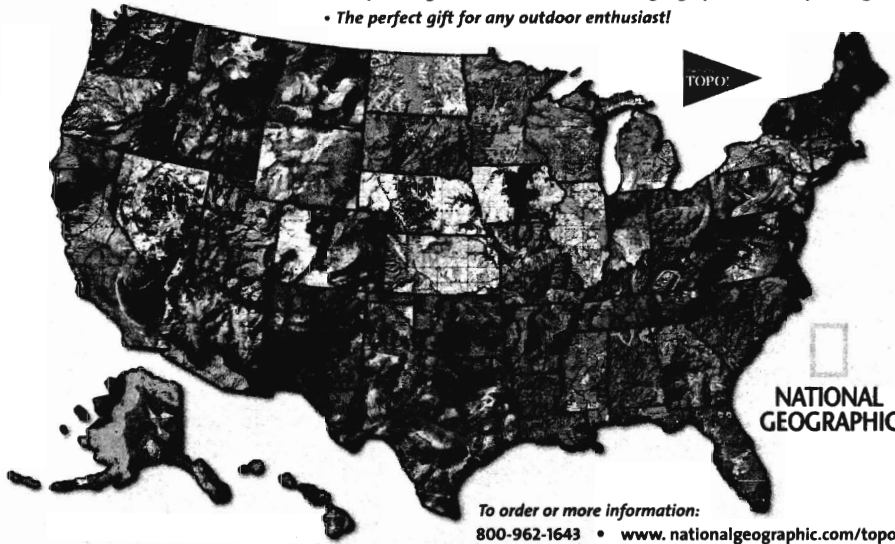 • The perfect gift for any outdoor enthusiast!
TOPO!
NATIONAL
GEOGRAPHIC
To order or more information:
800-962-1643 • www. nationalgeographic.com/topo